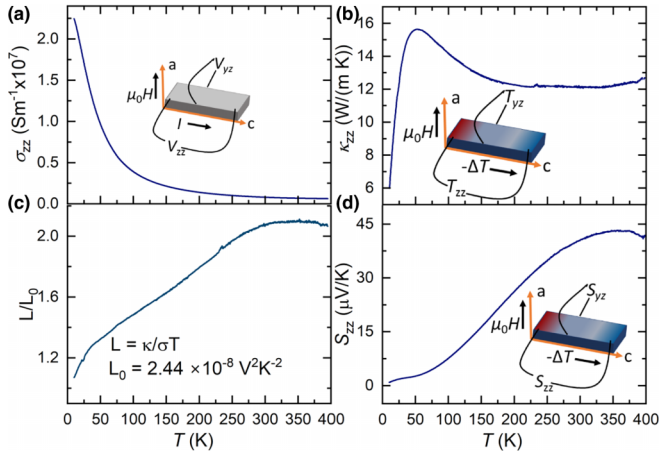 (a)
2.0
1.5
1.0
0.5
0.0
σzz (Sm⁻¹x10⁷)
a
μ₀H
Vyz
I
c
Vzz
(b)
16
14
12
10
8
6
κzz (W/(m K))
a
μ₀H
Tyz
-ΔT
c
Tzz
(c)
2.0
1.6
1.2
L/L₀
L = κ/σT
L₀ = 2.44 ×10⁻⁸ V²K⁻²
0 50 100 150 200 250 300 350 400
T (K)
(d)
45
30
15
0
Szz (μV/K)
a
μ₀H
Syz
-ΔT
c
Szz
0 50 100 150 200 250 300 350 400
T (K)